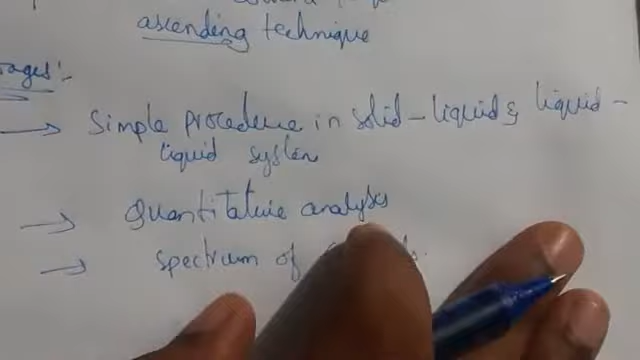 ascending technique
ages:-
→ Simple procedure in solid - liquid & liquid -
liquid system
→ quantitative analysis
→ spectrum of